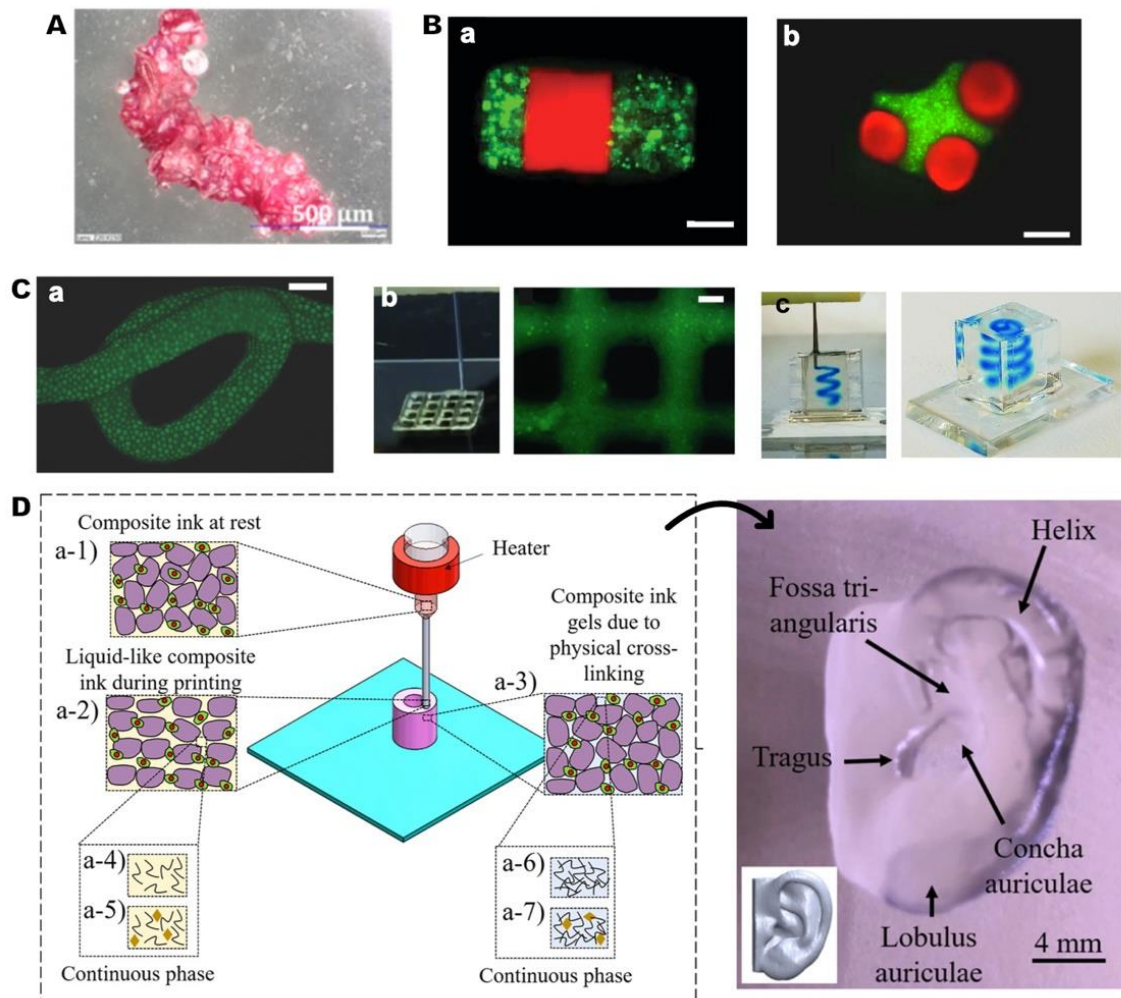 A
500 µm
B
a
b
C
a
b
c
D
Composite ink at rest
a-1)
Heater
Liquid-like composite
ink during printing
a-2)
Composite ink
gels due to
physical cross-
linking
a-3)
a-4)
a-5)
Continuous phase
a-6)
a-7)
Continuous phase
Helix
Fossa tri-
angularis
Tragus
Concha
auriculae
Lobulus
auriculae
4 mm